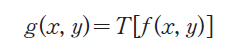 g(x, y)=T[f(x, y)]